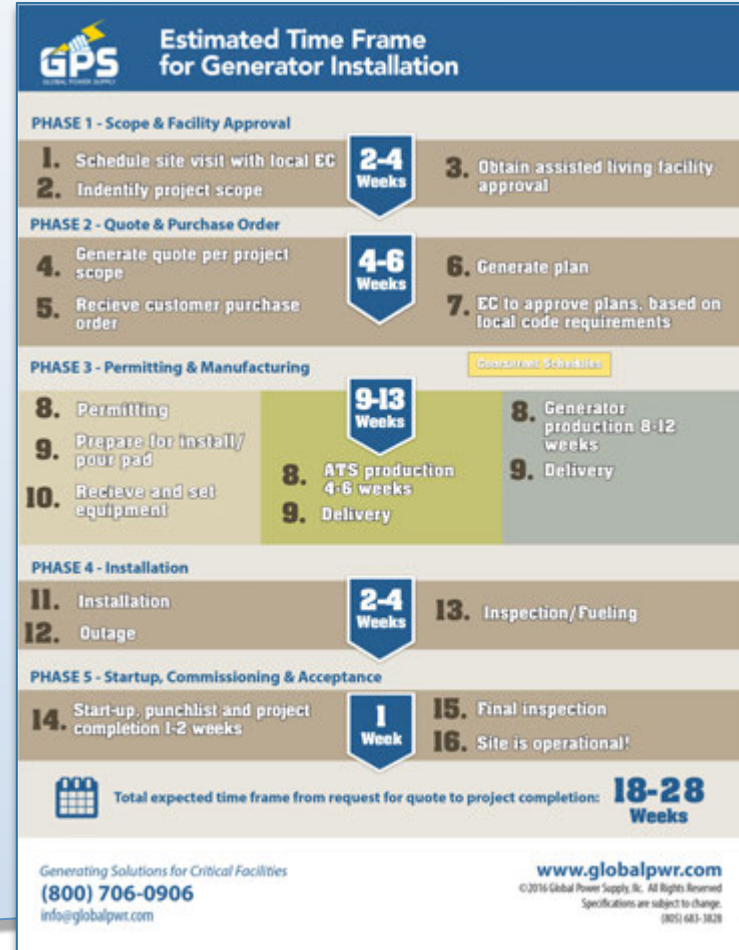 GPS
GLOBAL POWER SUPPLY
Estimated Time Frame
for Generator Installation
PHASE 1 - Scope & Facility Approval
1. Schedule site visit with local EC
2. Indentify project scope
2-4
Weeks
3. Obtain assisted living facility
approval
PHASE 2 - Quote & Purchase Order
4. Generate quote per project
scope
5. Recieve customer purchase
order
4-6
Weeks
6. Generate plan
7. EC to approve plans, based on
local code requirements
PHASE 3 - Permitting & Manufacturing
Concurrent Schedules
8. Permitting
9. Prepare for install/
pour pad
10. Recieve and set
equipment
9-13
Weeks
8. ATS production
4-6 weeks
9. Delivery
8. Generator
production 8-12
weeks
9. Delivery
PHASE 4 - Installation
11. Installation
12. Outage
2-4
Weeks
13. Inspection/Fueling
PHASE 5 - Startup, Commissioning & Acceptance
14. Start-up, punchlist and project
completion 1-2 weeks
1
Week
15. Final inspection
16. Site is operational!
Total expected time frame from request for quote to project completion:
18-28
Weeks
Generating Solutions for Critical Facilities
(800) 706-0906
info@globalpwr.com
www.globalpwr.com
©2016 Global Power Supply, llc. All Rights Reserved
Specifications are subject to change.
(805) 683-3828